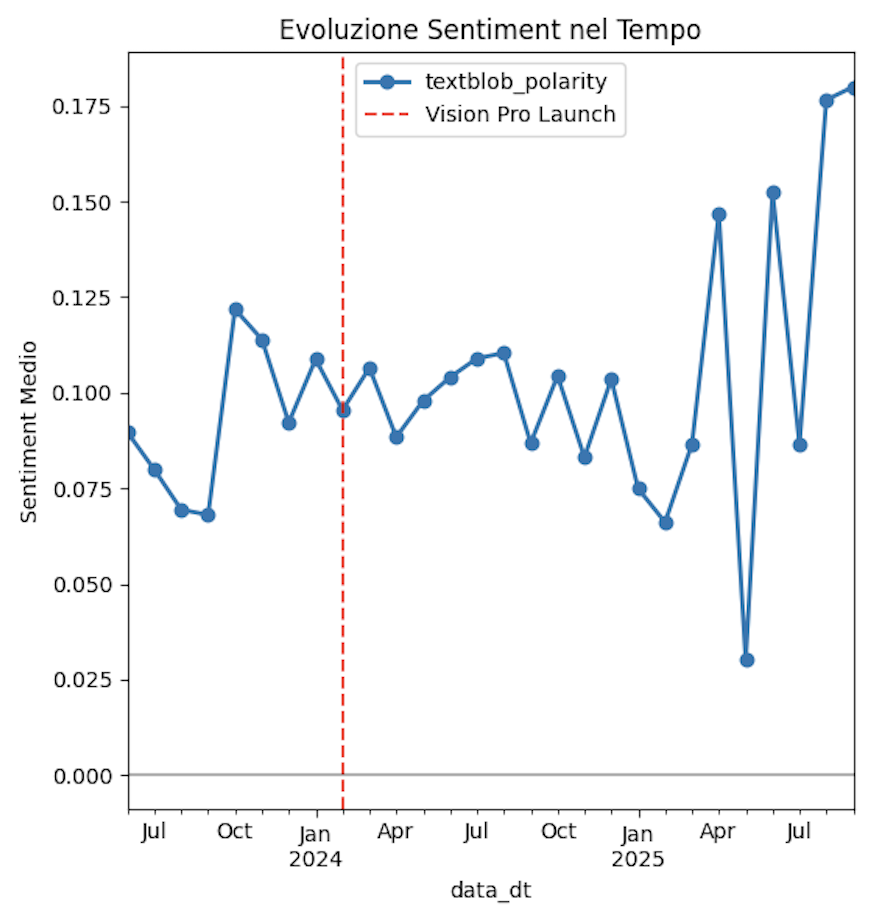 Evoluzione Sentiment nel Tempo
textblob_polarity
Vision Pro Launch
Sentiment Medio
0.175
0.150
0.125
0.100
0.075
0.050
0.025
0.000
Jul Oct Jan Apr Jul Oct Jan Apr Jul
2024 2025
data_dt